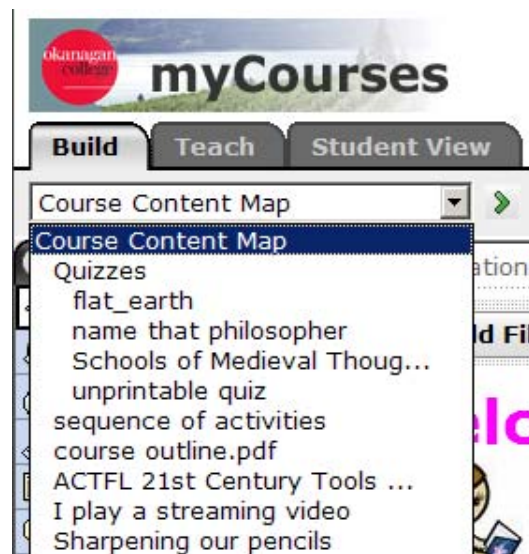 okanagan
college
myCourses
Build Teach Student View
Course Content Map
Course Content Map
Quizzes
flat_earth
name that philosopher
Schools of Medieval Thoug...
unprintable quiz
sequence of activities
course outline.pdf
ACTFL 21st Century Tools ...
I play a streaming video
Sharpening our pencils